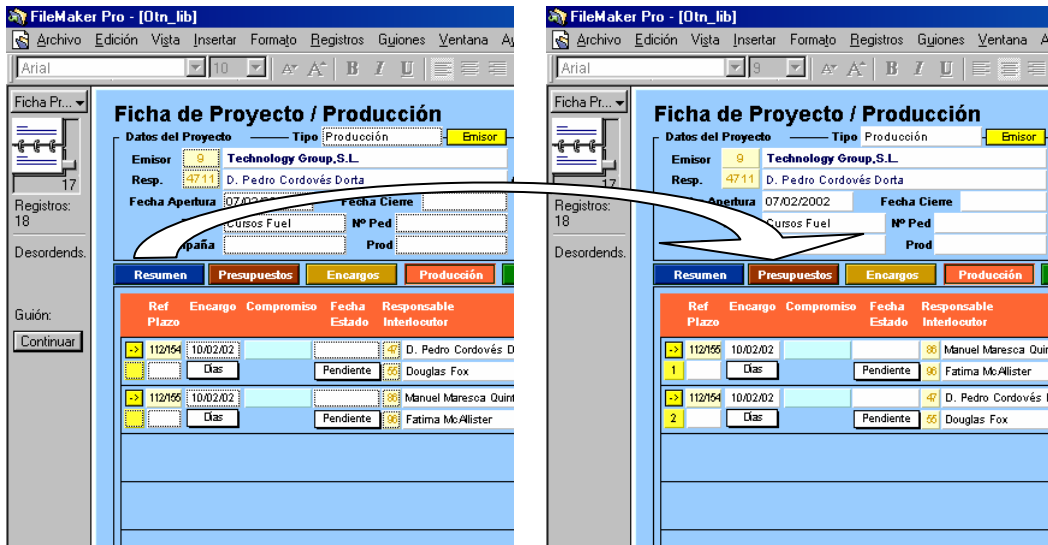 FileMaker Pro - [Otn_lib]
Archivo Edición Vista Insertar Formato Registros Guiones Ventana
Arial 10 A A B I U
Ficha Pr...
17
Registros:
18
Desordends.
Guión:
Continuar
Ficha de Proyecto / Producción
Datos del Proyecto Tipo Producción Emisor
Emisor 9 Technology Group,S.L.
Resp. 4711 D. Pedro Cordovés Dorta
Fecha Apertura 07/02/2002 Fecha Cierre
Cursos Fuel Nº Ped
Prod
Resumen Presupuestos Encargos Producción
Ref Encargo Compromiso Fecha Responsable
Plazo Estado Interlocutor
-> 112/154 10/02/02 47 D. Pedro Cordovés D
Días Pendiente 55 Douglas Fox
-> 112/155 10/02/02 86 Manuel Maresca Quint
Días Pendiente 96 Fatima McAllister
FileMaker Pro - [Otn_lib]
Archivo Edición Vista Insertar Formato Registros Guiones Ventana
Arial 9 A A B I U
Ficha Pr...
17
Registros:
18
Desordends.
Ficha de Proyecto / Producción
Datos del Proyecto Tipo Producción Emisor
Emisor 9 Technology Group,S.L.
Resp. 4711 D. Pedro Cordovés Dorta
07/02/2002 Fecha Cierre
Cursos Fuel Nº Ped
Prod
Resumen Presupuestos Encargos Producción
Ref Encargo Compromiso Fecha Responsable
Plazo Estado Interlocutor
-> 112/155 10/02/02 86 Manuel Maresca Quin
1 Días Pendiente 96 Fatima McAllister
-> 112/154 10/02/02 47 D. Pedro Cordovés
2 Días Pendiente 55 Douglas Fox